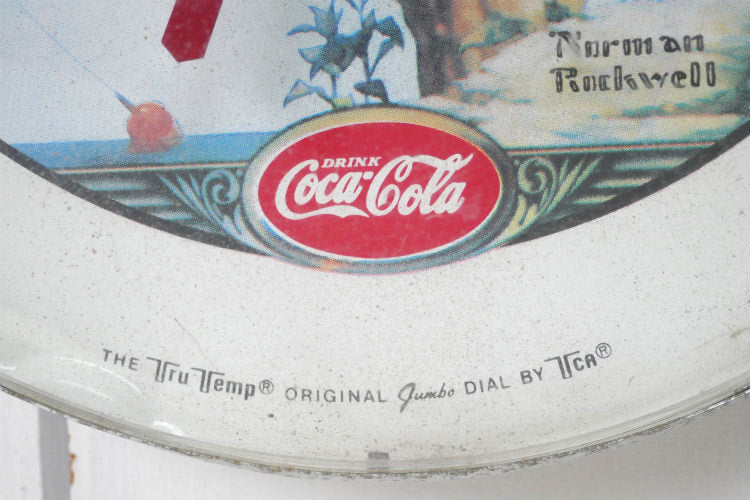 Norman
Rockwell
DRINK
Coca-Cola
THE TruTemp® ORIGINAL Jumbo DIAL BY TCA®